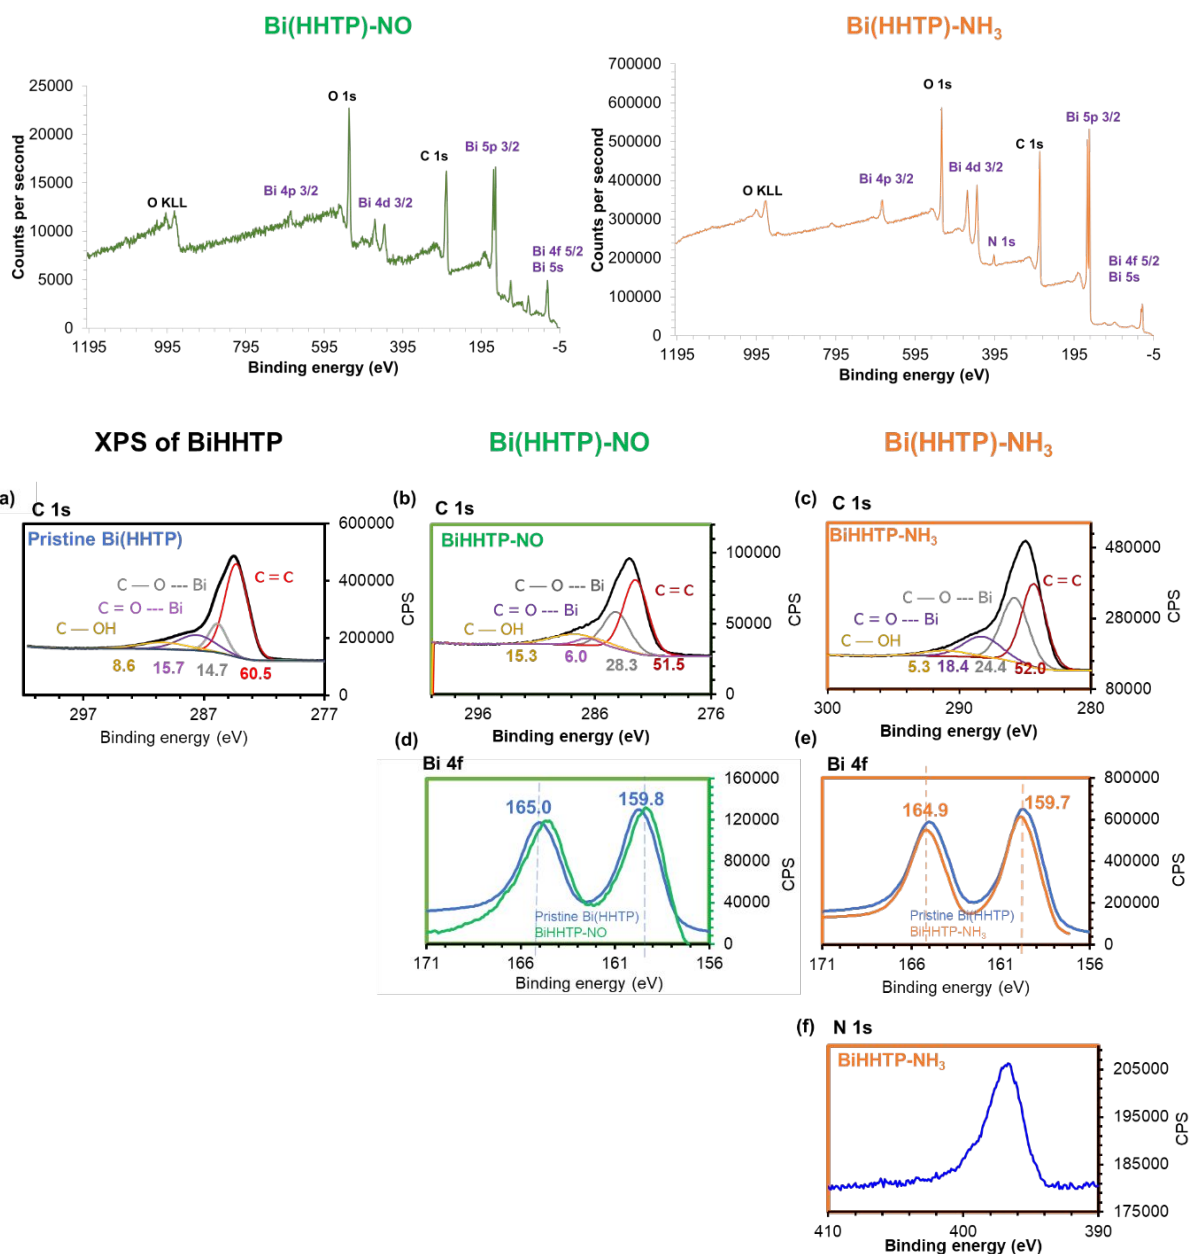 Bi(HHTP)-NO
25000
20000
15000
10000
5000
0
Counts per second
O KLL
Bi 4p 3/2
O 1s
Bi 4d 3/2
C 1s
Bi 5p 3/2
Bi 4f 5/2
Bi 5s
1195 995 795 595 395 195 -5
Binding energy (eV)
Bi(HHTP)-NH₃
700000
600000
500000
400000
300000
200000
100000
0
Counts per second
O KLL
Bi 4p 3/2
O 1s
Bi 4d 3/2
N 1s
C 1s
Bi 5p 3/2
Bi 4f 5/2
Bi 5s
1195 995 795 595 395 195 -5
Binding energy (eV)
XPS of BiHHTP
Bi(HHTP)-NO
Bi(HHTP)-NH₃
a)
C 1s
Pristine Bi(HHTP)
C — O --- Bi
C = O --- Bi
C — OH
C = C
8.6 15.7 14.7 60.5
600000
400000
200000
0
CPS
297 287 277
Binding energy (eV)
(b)
C 1s
BiHHTP-NO
C — O --- Bi
C = O --- Bi
C — OH
C = C
15.3 6.0 28.3 51.5
100000
50000
0
CPS
296 286 276
Binding energy (eV)
(c)
C 1s
BiHHTP-NH₃
C = C
C — O --- Bi
C = O --- Bi
C — OH
5.3 18.4 24.4 52.0
480000
280000
80000
CPS
300 290 280
Binding energy (eV)
(d)
Bi 4f
165.0 159.8
Pristine Bi(HHTP)
BiHHTP-NO
160000
120000
80000
40000
0
CPS
171 166 161 156
Binding energy (eV)
(e)
Bi 4f
164.9 159.7
Pristine Bi(HHTP)
BiHHTP-NH₃
800000
600000
400000
200000
0
CPS
171 166 161 156
Binding energy (eV)
(f)
N 1s
BiHHTP-NH₃
205000
195000
185000
175000
CPS
410 400 390
Binding energy (eV)